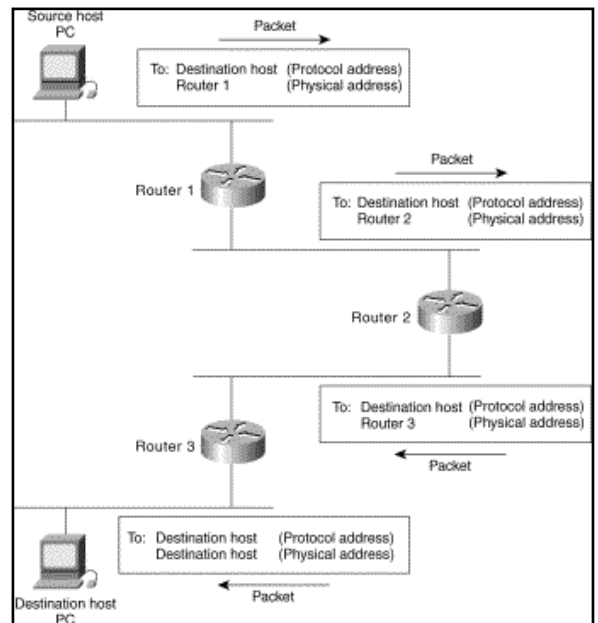 Source host
PC
Packet
To: Destination host (Protocol address)
Router 1 (Physical address)
Router 1
Packet
To: Destination host (Protocol address)
Router 2 (Physical address)
Router 2
To: Destination host (Protocol address)
Router 3 (Physical address)
Packet
Router 3
To: Destination host (Protocol address)
Destination host (Physical address)
Packet
Destination host
PC